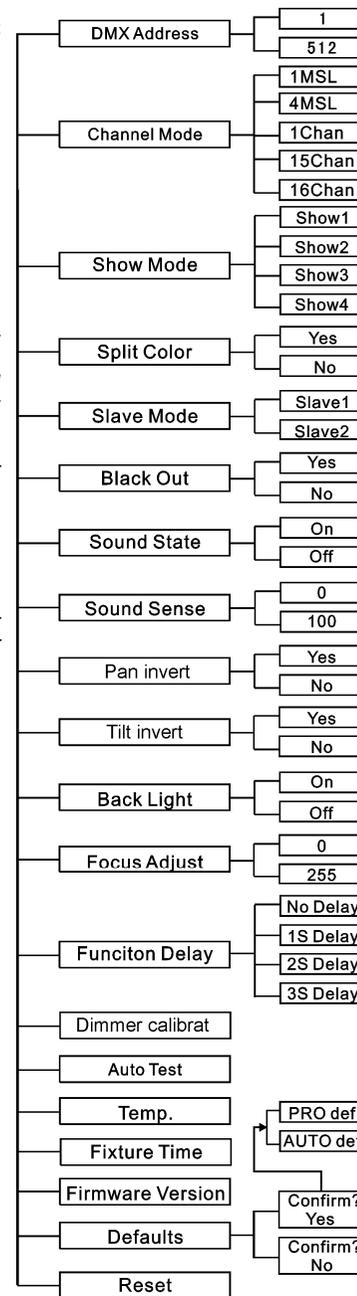 DMX Address
1
512
Channel Mode
1MSL
4MSL
1Chan
15Chan
16Chan
Show Mode
Show1
Show2
Show3
Show4
Split Color
Yes
No
Slave Mode
Slave1
Slave2
Black Out
Yes
No
Sound State
On
Off
Sound Sense
0
100
Pan invert
Yes
No
Tilt invert
Yes
No
Back Light
On
Off
Focus Adjust
0
255
Funciton Delay
No Delay
1S Delay
2S Delay
3S Delay
Dimmer calibrat
Auto Test
Temp.
Fixture Time
Firmware Version
Defaults
PRO def
AUTO def
Confirm?
Yes
Confirm?
No
Reset